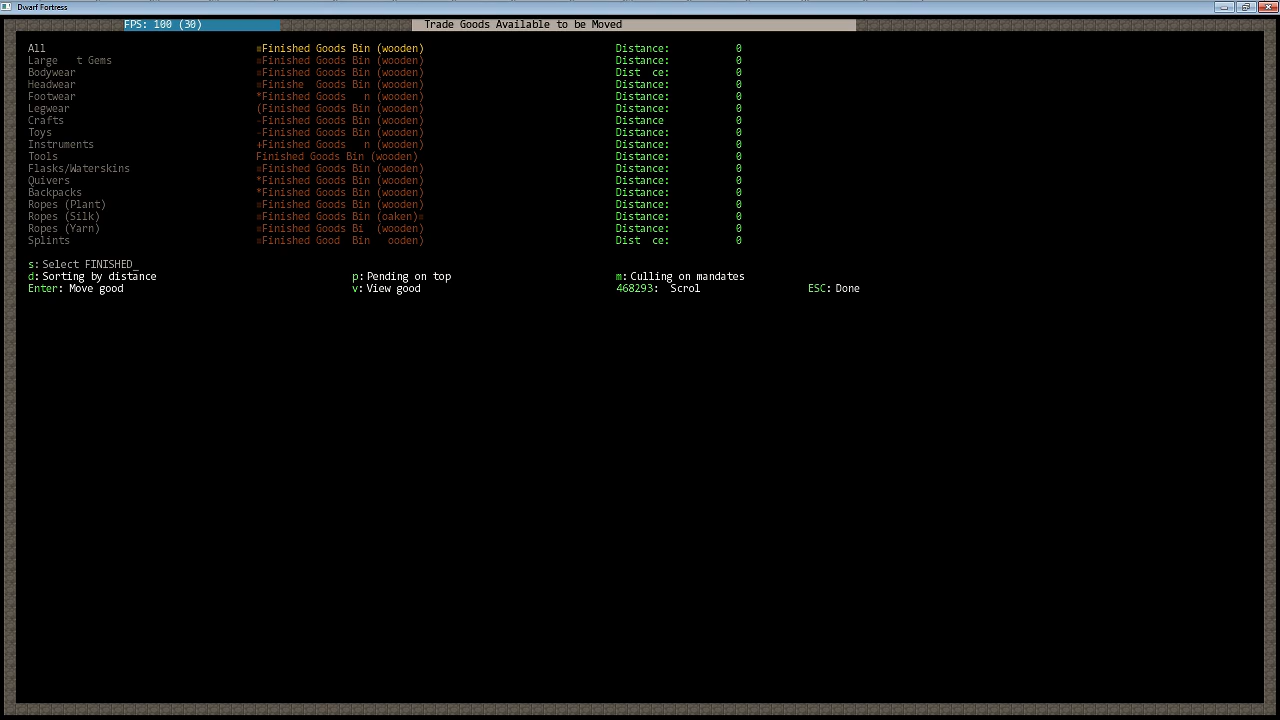 Dwarf Fortress
FPS: 100 (30) Trade Goods Available to be Moved
All ≡Finished Goods Bin (wooden) Distance: 0
Large t Gems ≡Finished Goods Bin (wooden) Distance: 0
Bodywear ≡Finished Goods Bin (wooden) Dist ce: 0
Headwear ≡Finishe Goods Bin (wooden) Distance: 0
Footwear *Finished Goods n (wooden) Distance: 0
Legwear (Finished Goods Bin (wooden) Distance: 0
Crafts -Finished Goods Bin (wooden) Distance 0
Toys -Finished Goods Bin (wooden) Distance: 0
Instruments +Finished Goods n (wooden) Distance: 0
Tools Finished Goods Bin (wooden) Distance: 0
Flasks/Waterskins ≡Finished Goods Bin (wooden) Distance: 0
Quivers *Finished Goods Bin (wooden) Distance: 0
Backpacks *Finished Goods Bin (wooden) Distance: 0
Ropes (Plant) ≡Finished Goods Bin (wooden) Distance: 0
Ropes (Silk) ≡Finished Goods Bin (oaken)≡ Distance: 0
Ropes (Yarn) ≡Finished Goods Bi (wooden) Distance: 0
Splints ≡Finished Good Bin ooden) Dist ce: 0
s: Select FINISHED_
d: Sorting by distance p: Pending on top m: Culling on mandates
Enter: Move good v: View good 468293: Scrol ESC: Done